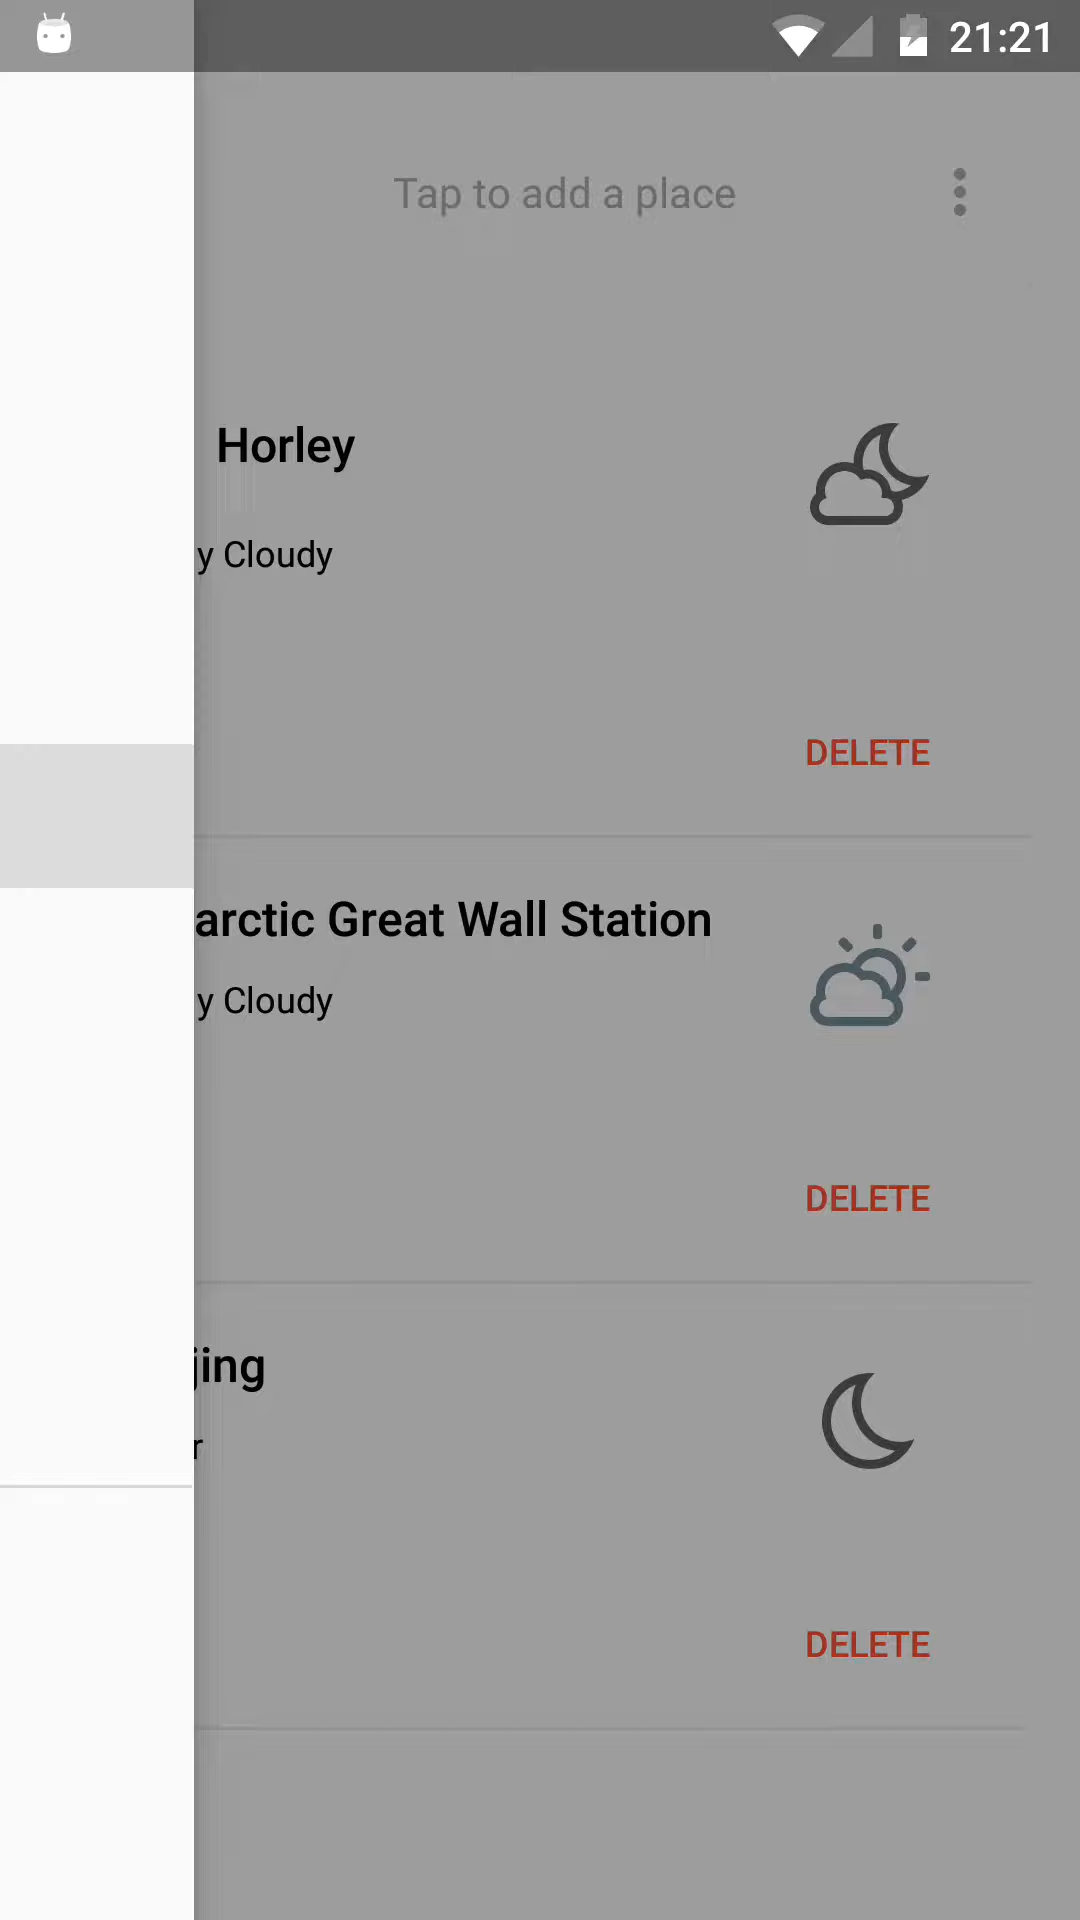 21:21
Tap to add a place
Horley
y Cloudy
DELETE
arctic Great Wall Station
y Cloudy
DELETE
jing
r
DELETE